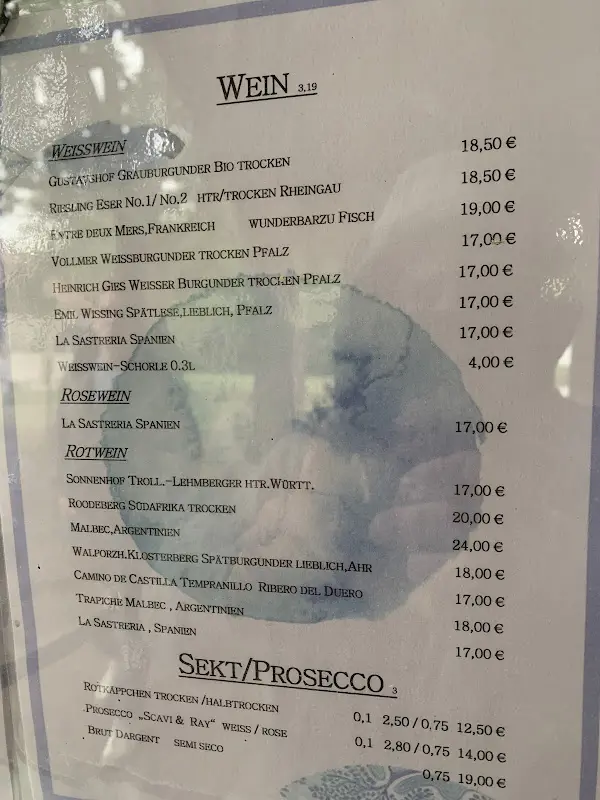 WEIN 3,19
WEISSWEIN
GUSTAVSHOF GRAUBURGUNDER BIO TROCKEN 18,50 €
RIESLING ESER NO.1/ NO.2 HTR/TROCKEN RHEINGAU 18,50 €
ENTRE DEUX MERS,FRANKREICH WUNDERBARZU FISCH 19,00 €
VOLLMER WEISSBURGUNDER TROCKEN PFALZ 17,00 €
HEINRICH GIES WEISSER BURGUNDER TROCKEN PFALZ 17,00 €
EMIL WISSING SPÄTLESE,LIEBLICH, PFALZ 17,00 €
LA SASTRERIA SPANIEN 17,00 €
WEISSWEIN-SCHORLE 0.3L 4,00 €
ROSEWEIN
LA SASTRERIA SPANIEN 17,00 €
ROTWEIN
SONNENHOF TROLL.-LEHMBERGER HTR.WÜRTT. 17,00 €
ROODEBERG SÜDAFRIKA TROCKEN 20,00 €
MALBEC,ARGENTINIEN 24,00 €
WALPORZH.KLOSTERBERG SPÄTBURGUNDER LIEBLICH,AHR 18,00 €
CAMINO DE CASTILLA TEMPRANILLO RIBERO DEL DUERO 17,00 €
TRAPICHE MALBEC , ARGENTINIEN 18,00 €
LA SASTRERIA , SPANIEN 17,00 €
SEKT/PROSECCO 3
ROTKÄPPCHEN TROCKEN /HALBTROCKEN 0,1 2,50 / 0,75 12,50 €
PROSECCO „SCAVI & RAY“ WEISS / ROSE 0,1 2,80 / 0,75 14,00 €
BRUT DARGENT SEMI SECO 0,75 19,00 €